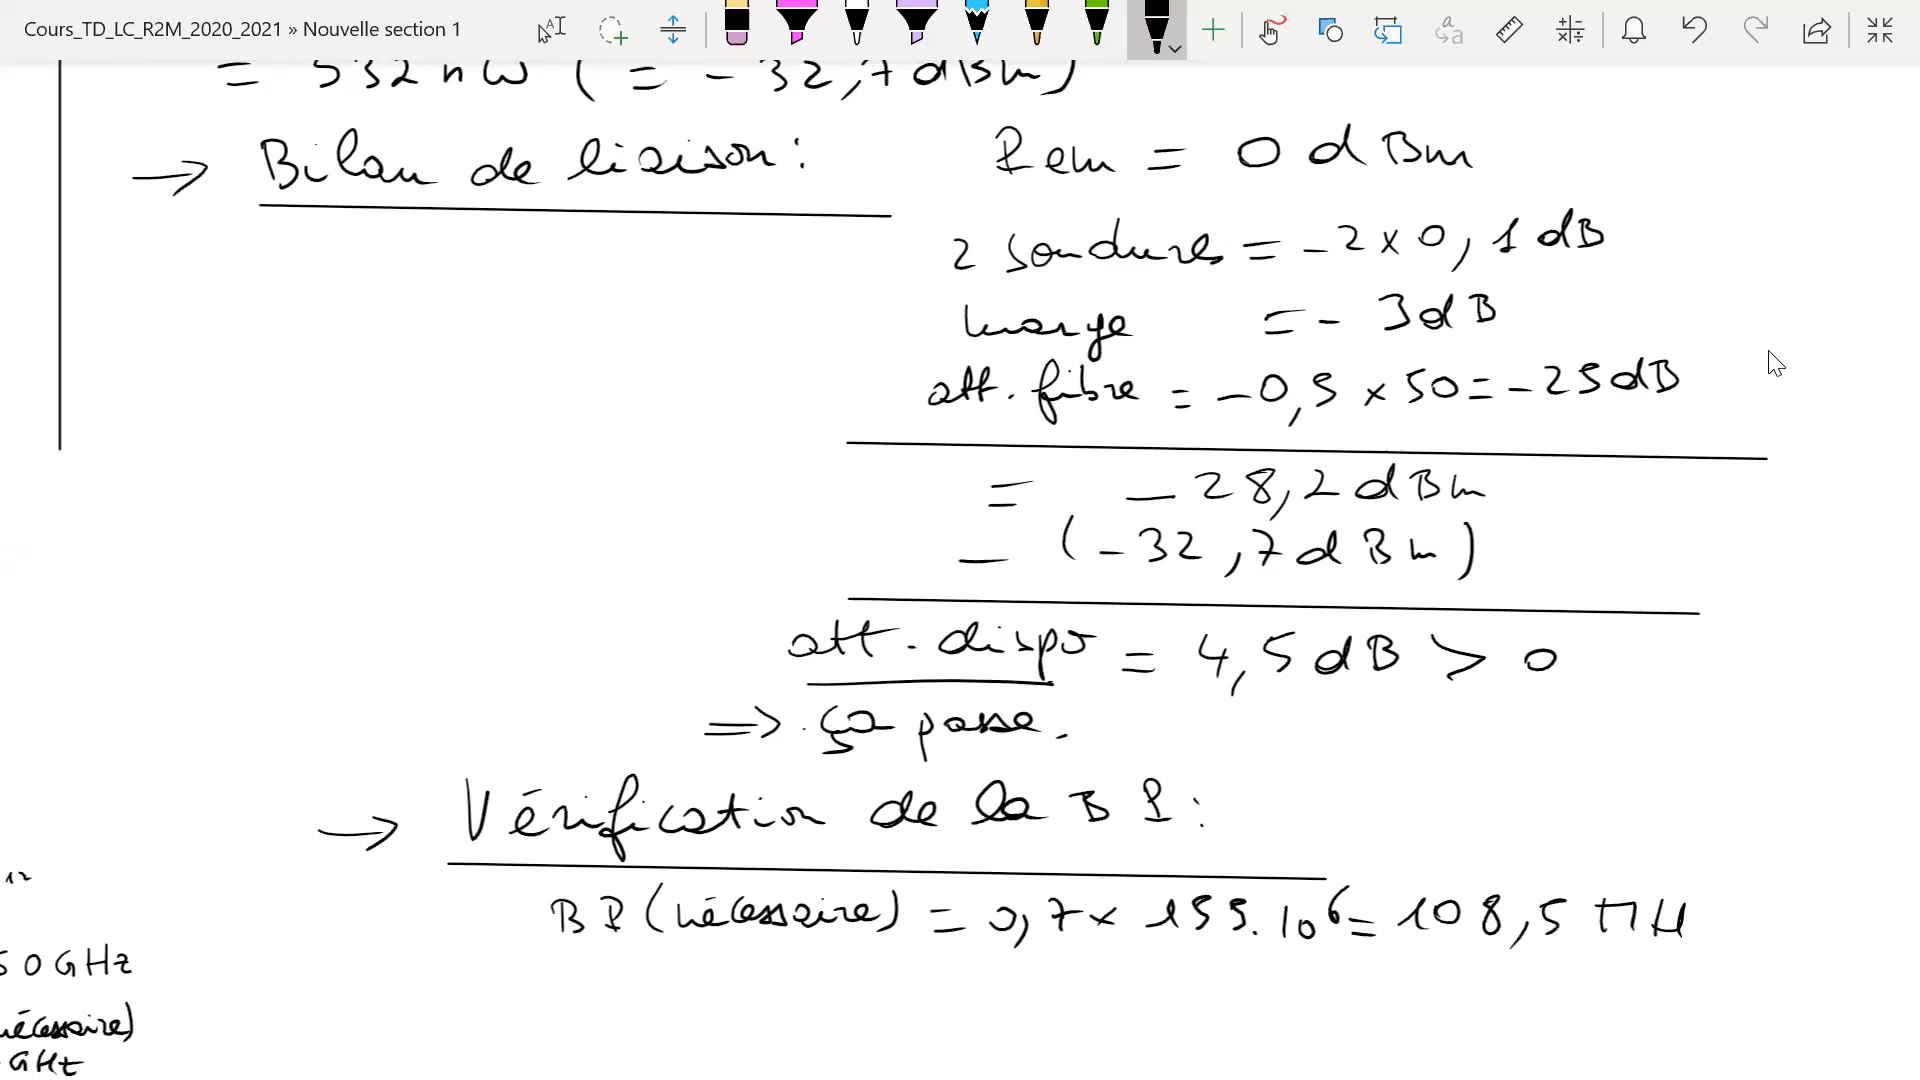 Cours_TD_LC_R2M_2020_2021 » Nouvelle section 1
= 532 nW ( = - 32,7 dBm)
→ Bilan de liaison :
Pem = 0 dBm
2 soudures = - 2 x 0,1 dB
marge = - 3 dB
att. fibre = - 0,5 x 50 = - 25 dB
= - 28,2 dBm
- (- 32,7 dBm)
att. dispo = 4,5 dB > 0
=> ça passe.
→ Vérification de la BP :
BP (nécessaire) = 0,7 x 155. 10⁶ = 108,5 MH
12
50 GHz
nécessaire)
GHz